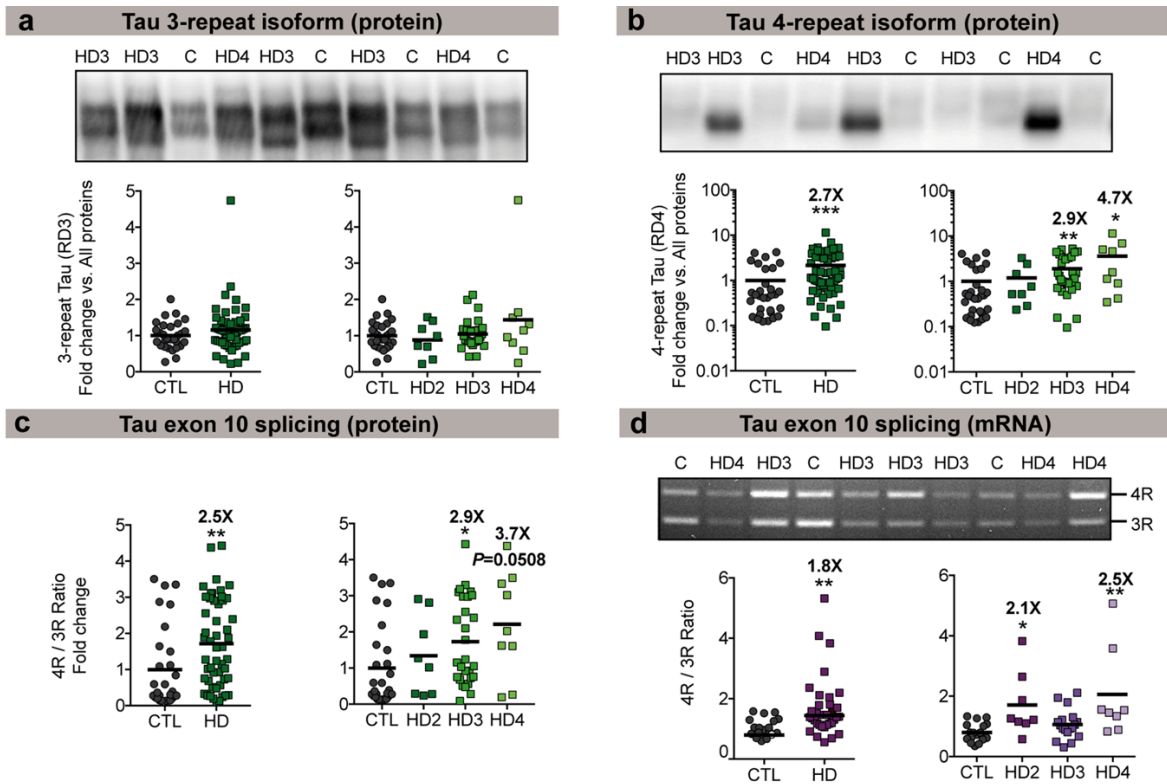 a Tau 3-repeat isoform (protein)
HD3 HD3 C HD4 HD3 C HD3 C HD4 C
3-repeat Tau (RD3)
Fold change vs. All proteins
5
4
3
2
1
0
CTL HD
5
4
3
2
1
0
CTL HD2 HD3 HD4
b Tau 4-repeat isoform (protein)
HD3 HD3 C HD4 HD3 C HD3 C HD4 C
4-repeat Tau (RD4)
Fold change vs. All proteins
100
10
1
0.1
0.01
2.7X
***
CTL HD
100
10
1
0.1
0.01
2.9X
**
4.7X
*
CTL HD2 HD3 HD4
c Tau exon 10 splicing (protein)
4R / 3R Ratio
Fold change
5
4
3
2
1
0
2.5X
**
CTL HD
5
4
3
2
1
0
2.9X
*
3.7X
P=0.0508
CTL HD2 HD3 HD4
d Tau exon 10 splicing (mRNA)
C HD4 HD3 C HD3 HD3 HD3 C HD4 HD4
4R
3R
4R / 3R Ratio
6
4
2
0
1.8X
**
CTL HD
6
4
2
0
2.1X
*
2.5X
**
CTL HD2 HD3 HD4